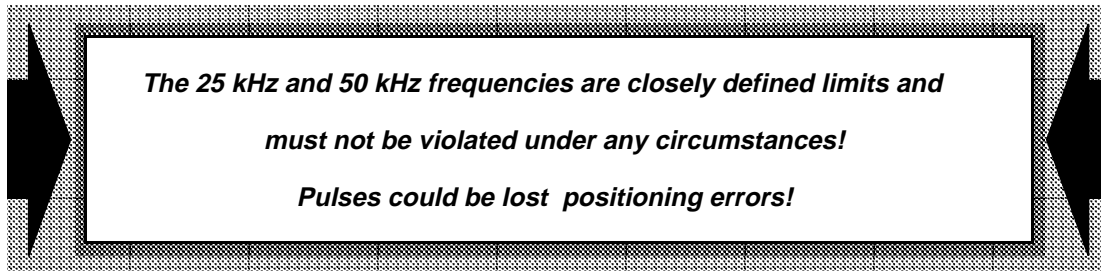 The 25 kHz and 50 kHz frequencies are closely defined limits and
must not be violated under any circumstances!
Pulses could be lost  positioning errors!